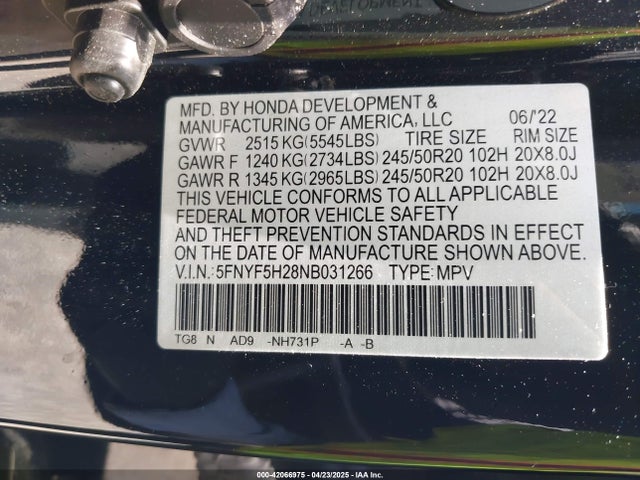 MFD. BY HONDA DEVELOPMENT &
MANUFACTURING OF AMERICA, LLC 06/'22
GVWR 2515 KG(5545LBS) TIRE SIZE RIM SIZE
GAWR F 1240 KG(2734LBS) 245/50R20 102H 20X8.0J
GAWR R 1345 KG(2965LBS) 245/50R20 102H 20X8.0J
THIS VEHICLE CONFORMS TO ALL APPLICABLE
FEDERAL MOTOR VEHICLE SAFETY
AND THEFT PREVENTION STANDARDS IN EFFECT
ON THE DATE OF MANUFACTURE SHOWN ABOVE.
V.I.N.:5FNYF5H28NB031266 TYPE:MPV
TG8 N AD9 -NH731P -A -B
000-42066975 - 04/23/2025 - IAA Inc.